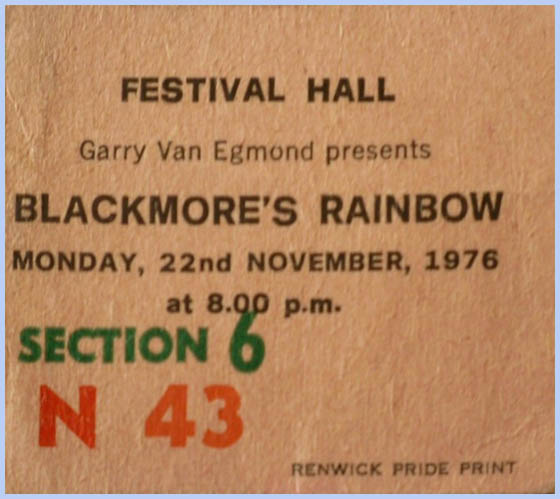 FESTIVAL HALL
Garry Van Egmond presents
BLACKMORE'S RAINBOW
MONDAY, 22nd NOVEMBER, 1976
at 8.00 p.m.
SECTION 6
N 43
RENWICK PRIDE PRINT